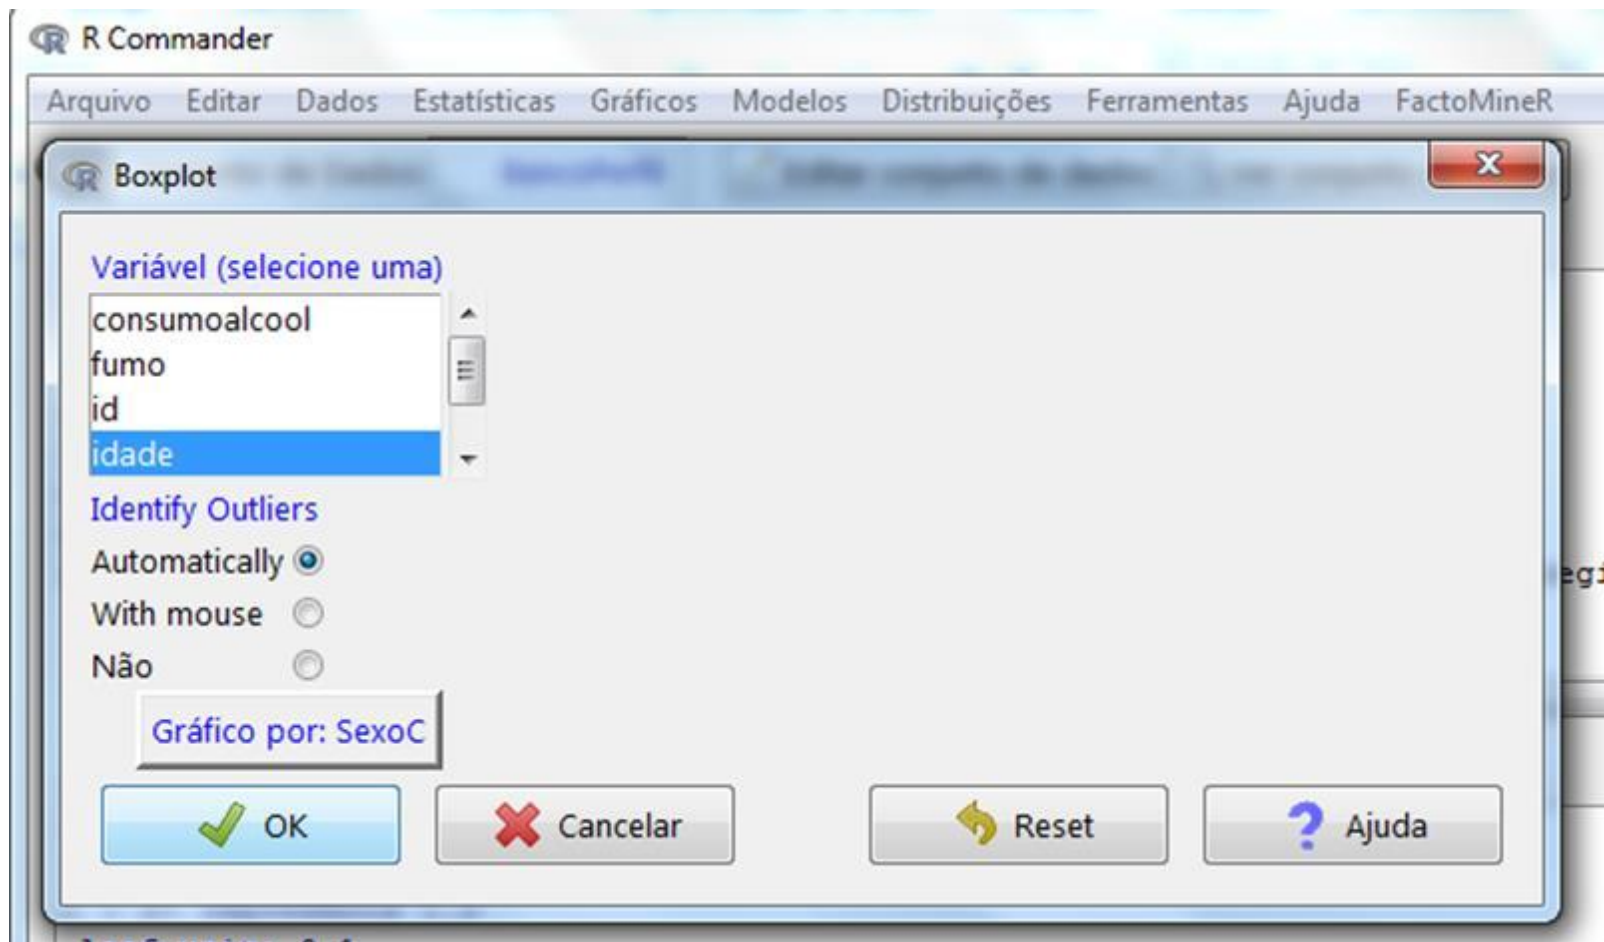 R Commander
Arquivo Editar Dados Estatísticas Gráficos Modelos Distribuições Ferramentas Ajuda FactoMineR
Boxplot
Variável (selecione uma)
consumoalcool
fumo
id
idade
Identify Outliers
Automatically
With mouse
Não
Gráfico por: SexoC
OK Cancelar Reset Ajuda